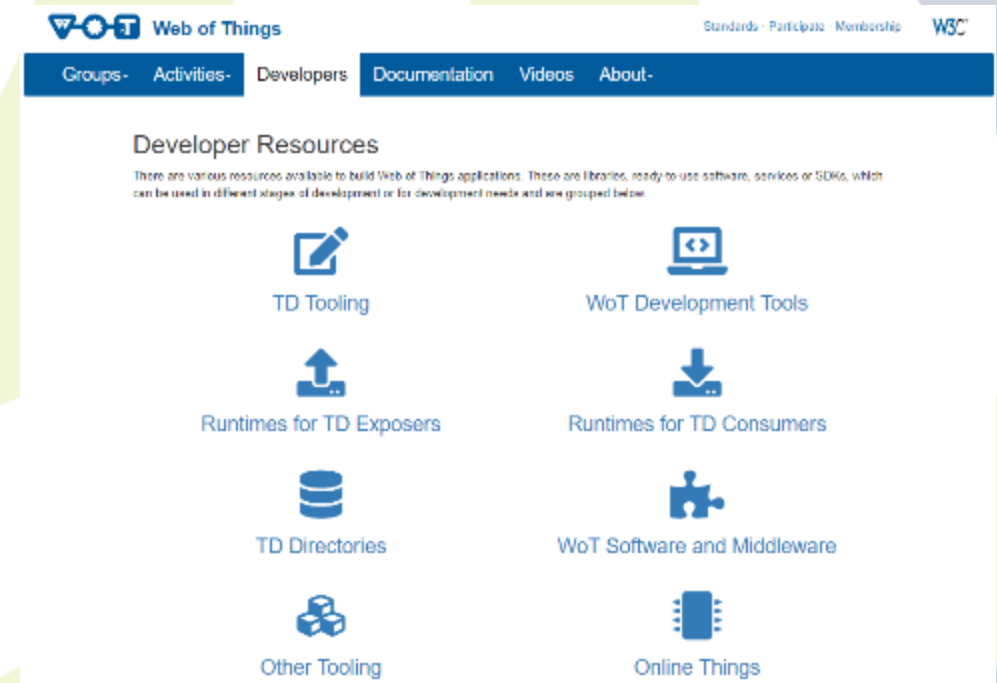 W O T Web of Things
Standards · Participate · Membership
W3C
Groups Activities Developers Documentation Videos About
Developer Resources
There are various resources available to build Web of Things applications. These are libraries, ready-to-use software, services or SDKs, which
can be used in different stages of development or for development needs and are grouped below
TD Tooling
WoT Development Tools
Runtimes for TD Exposers
Runtimes for TD Consumers
TD Directories
WoT Software and Middleware
Other Tooling
Online Things